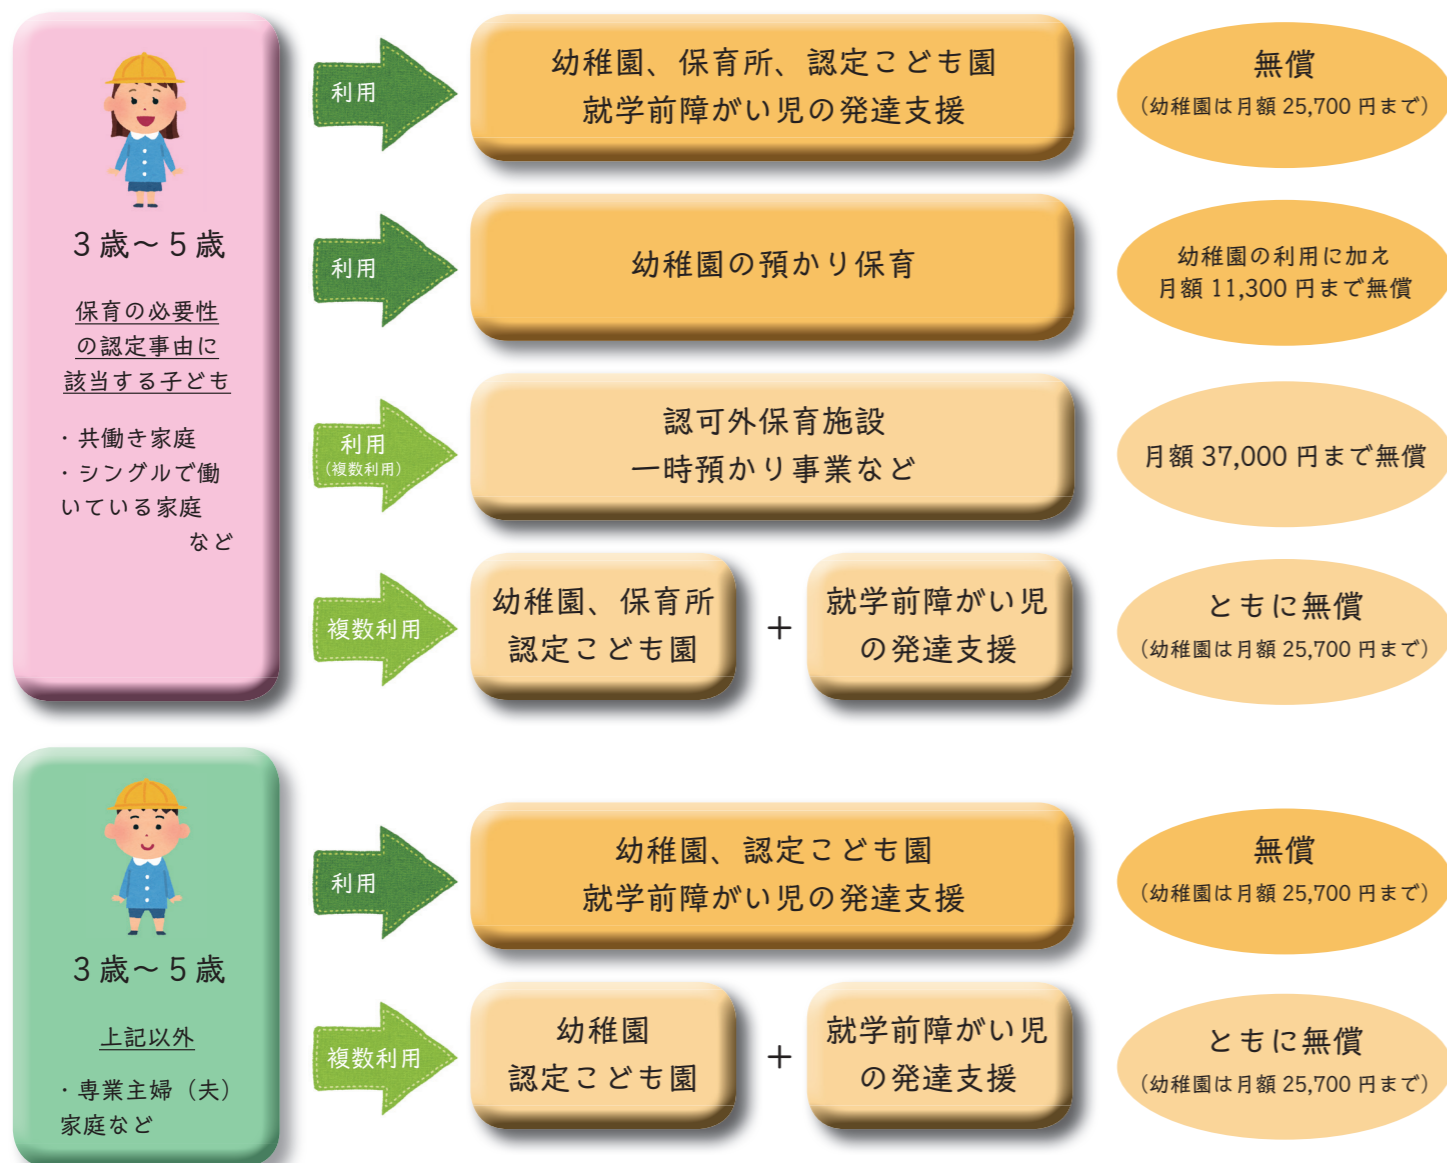 3歳〜5歳
保育の必要性
の認定事由に
該当する子ども
・共働き家庭
・シングルで働
いている家庭
など
利用
幼稚園、保育所、認定こども園
就学前障がい児の発達支援
無償
（幼稚園は月額 25,700 円まで）
利用
幼稚園の預かり保育
幼稚園の利用に加え
月額 11,300 円まで無償
利用
（複数利用）
認可外保育施設
一時預かり事業など
月額 37,000 円まで無償
複数利用
幼稚園、保育所
認定こども園
+
就学前障がい児
の発達支援
ともに無償
（幼稚園は月額 25,700 円まで）
3歳〜5歳
上記以外
・専業主婦（夫）
家庭など
利用
幼稚園、認定こども園
就学前障がい児の発達支援
無償
（幼稚園は月額 25,700 円まで）
複数利用
幼稚園
認定こども園
+
就学前障がい児
の発達支援
ともに無償
（幼稚園は月額 25,700 円まで）